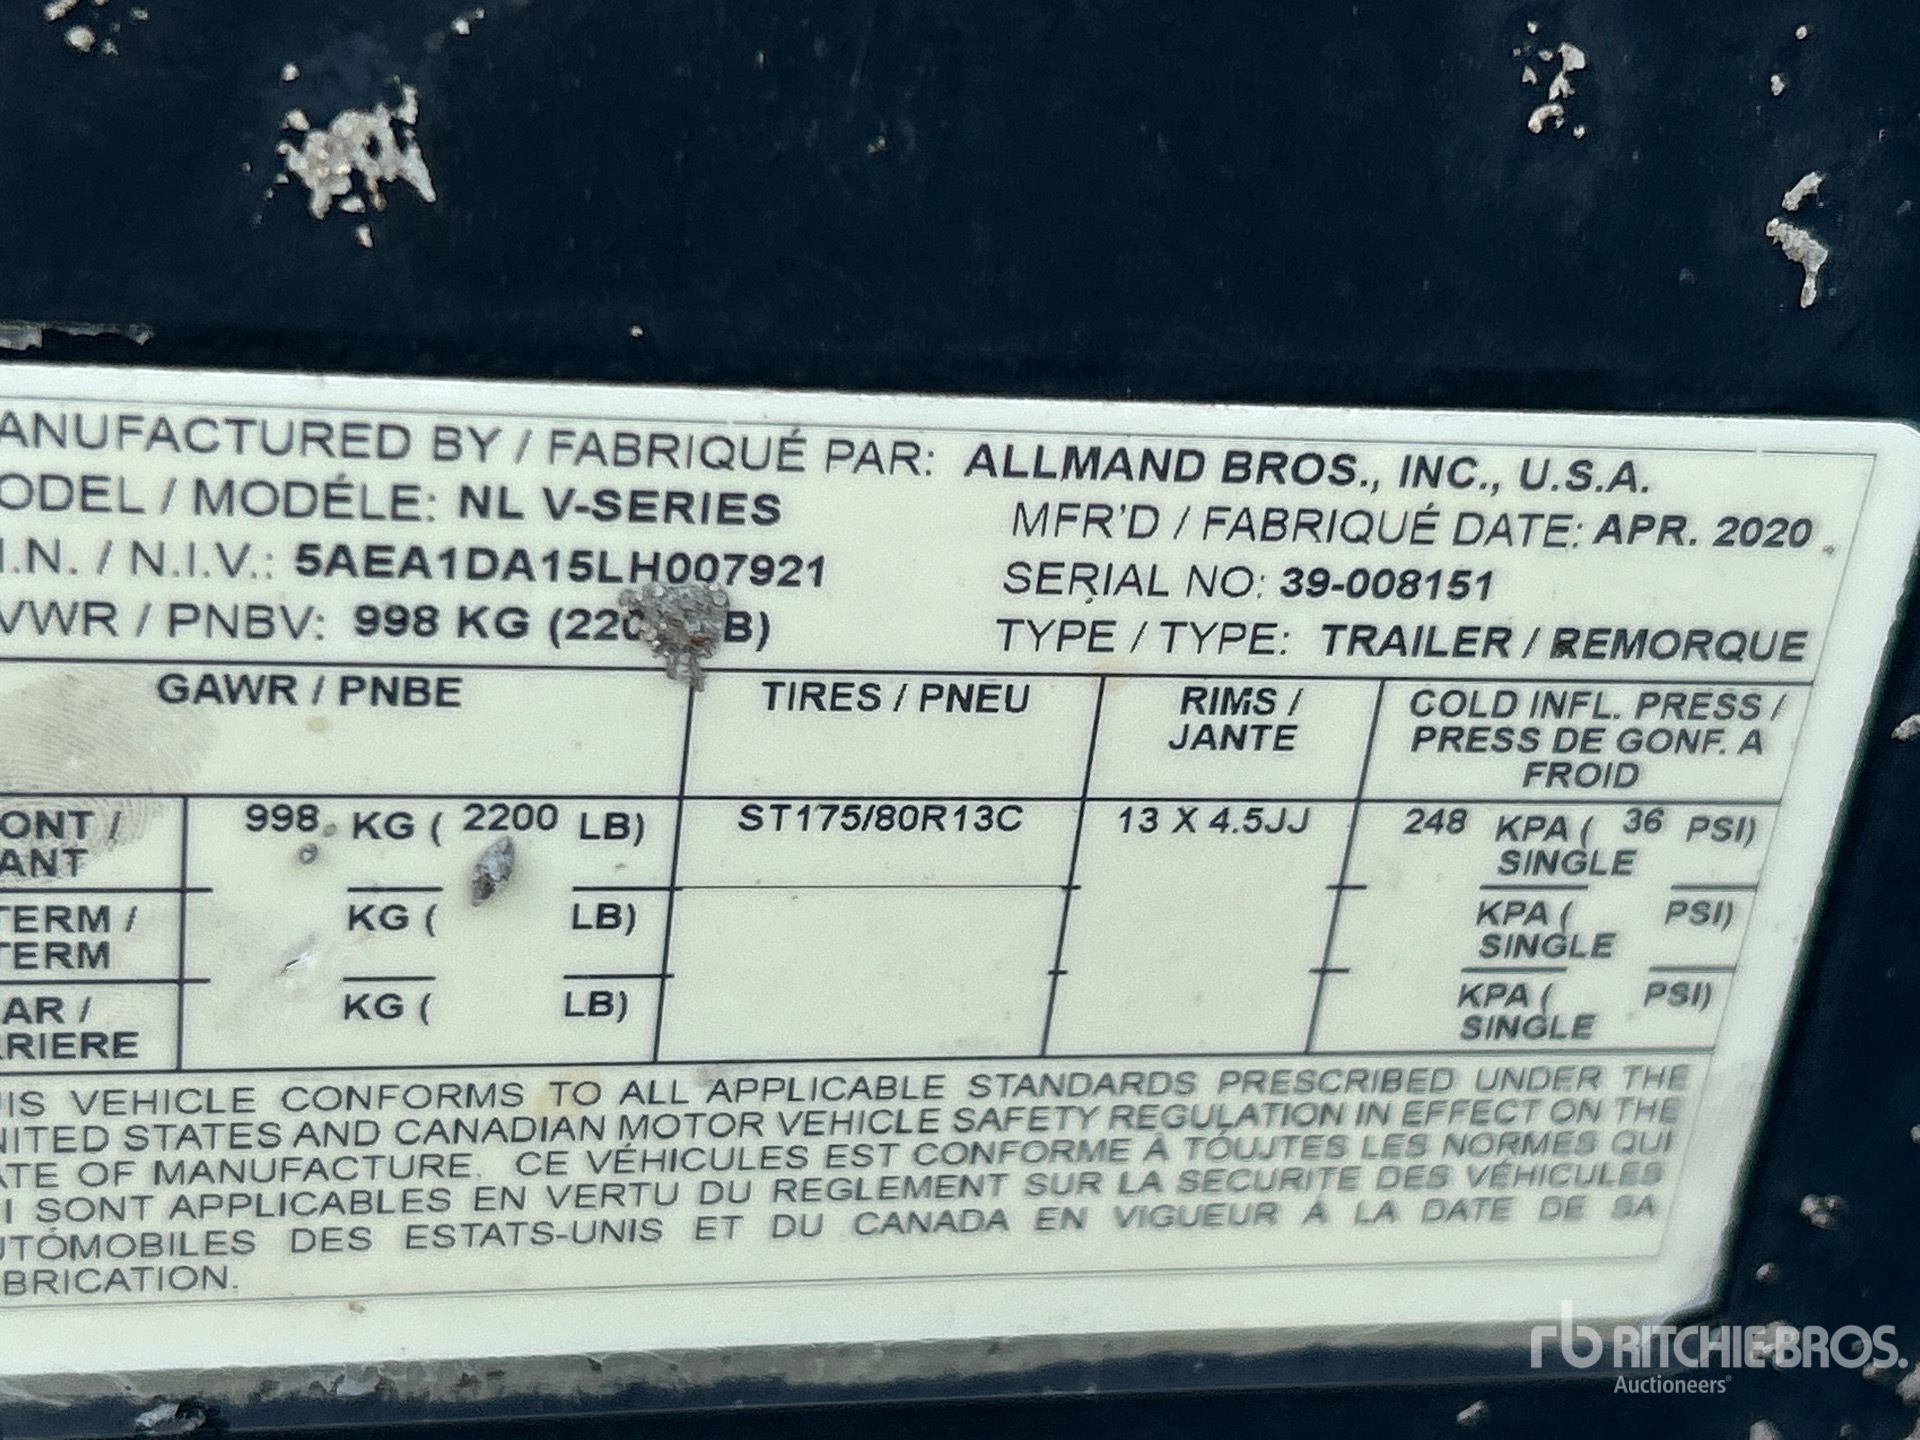 ANUFACTURED BY / FABRIQUÉ PAR: ALLMAND BROS., INC., U.S.A.
ODEL / MODÉLE: NL V-SERIES MFR'D / FABRIQUÉ DATE: APR. 2020
.I.N. / N.I.V.: 5AEA1DA15LH007921 SERIAL NO: 39-008151
VWR / PNBV: 998 KG (220 B) TYPE / TYPE: TRAILER / REMORQUE
GAWR / PNBE TIRES / PNEU RIMS / JANTE COLD INFL. PRESS / PRESS DE GONF. A FROID
ONT / ANT 998 KG ( 2200 LB) ST175/80R13C 13 X 4.5JJ 248 KPA ( 36 PSI) SINGLE
TERM / TERM KG ( LB) KPA ( PSI) SINGLE
AR / RRIERE KG ( LB) KPA ( PSI) SINGLE
IS VEHICLE CONFORMS TO ALL APPLICABLE STANDARDS PRESCRIBED UNDER THE
NITED STATES AND CANADIAN MOTOR VEHICLE SAFETY REGULATION IN EFFECT ON THE
ATE OF MANUFACTURE. CE VÉHICULES EST CONFORME À TOUJTES LES NORMES QUI
I SONT APPLICABLES EN VERTU DU REGLEMENT SUR LA SECURITE DES VÉHICULES
UTOMOBILES DES ESTATS-UNIS ET DU CANADA EN VIGUEUR A LA DATE DE SA
BRICATION.
rb RITCHIE BROS.
Auctioneers